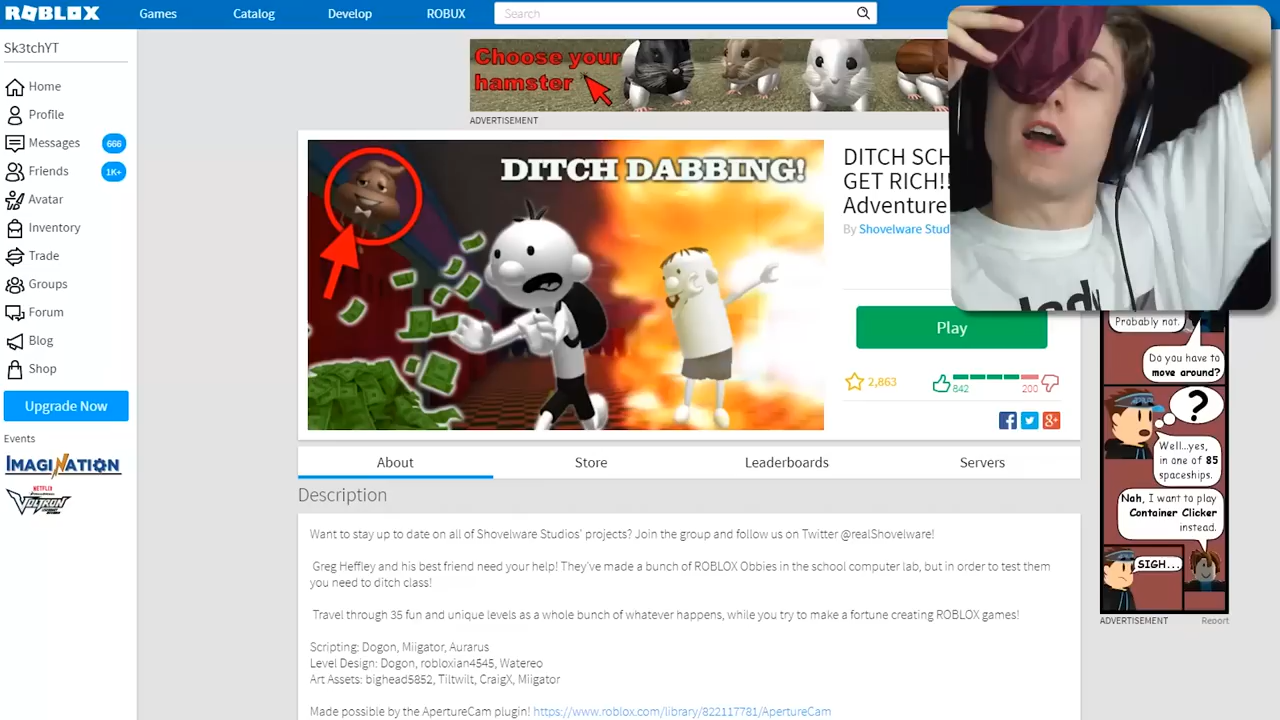 ROBLOX
Games
Catalog
Develop
ROBUX
Search
Sk3tchYT
Home
Profile
Messages
666
Friends
1K+
Avatar
Inventory
Trade
Groups
Forum
Blog
Shop
Upgrade Now
Events
IMAGINATION
NETFLIX
VOLTRON
Choose your
hamster
ADVERTISEMENT
DITCH DABBING!
DITCH
GET RICH!!
Adventure
By Shovelware
Play
2,863
842
200
About
Store
Leaderboards
Servers
Description
Want to stay up to date on all of Shovelware Studios' projects? Join the group and follow us on Twitter @realShovelware!
Greg Heffley and his best friend need your help! They've made a bunch of ROBLOX Obbies in the school computer lab, but in order to test them
you need to ditch class!
Travel through 35 fun and unique levels as a whole bunch of whatever happens, while you try to make a fortune creating ROBLOX games!
Scripting: Dogon, Miigator, Aurarus
Level Design: Dogon, robloxian4545, Watereo
Art Assets: bighead5852, Tiltwilt, CraigX, Miigator
Made possible by the ApertureCam plugin! https://www.roblox.com/library/822117781/ApertureCam
Probably not.
Do you have to
move around?
?
Well...yes,
in one of 85
spaceships.
Nah, I want to play
Container Clicker
instead.
SIGH...
ADVERTISEMENT
Report